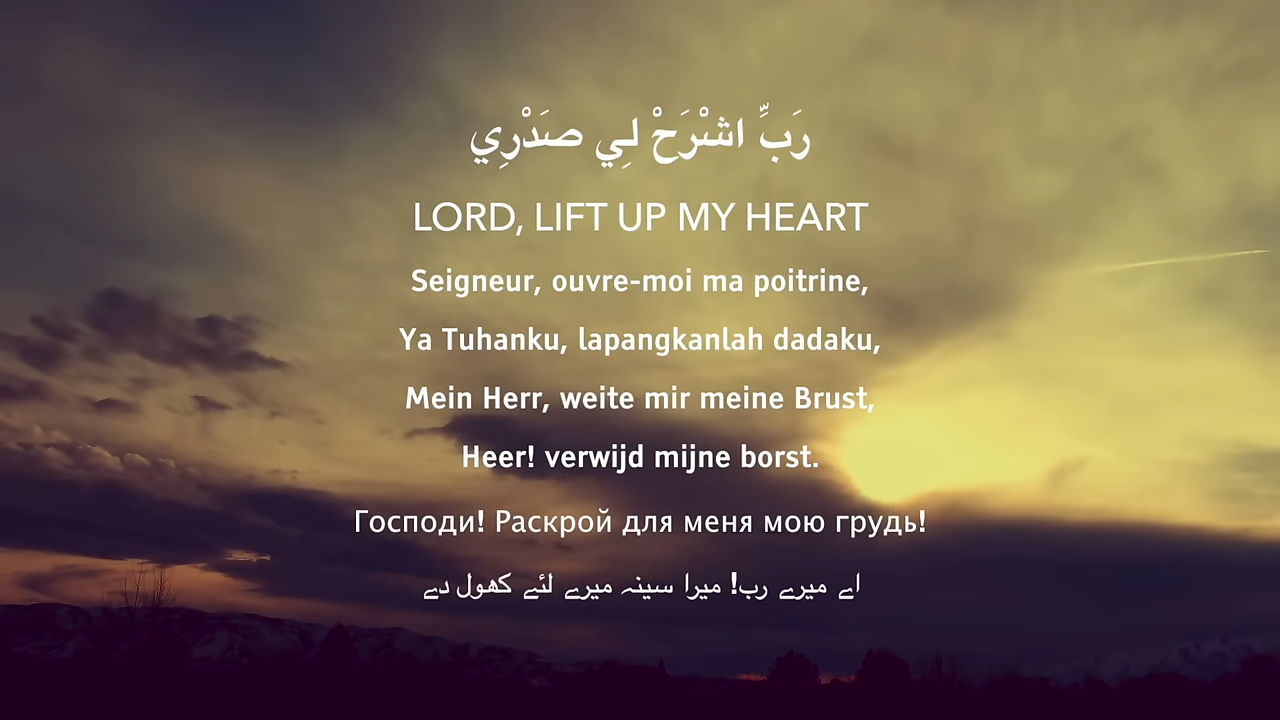 رَبِّ اشْرَحْ لِي صَدْرِي
LORD, LIFT UP MY HEART
Seigneur, ouvre-moi ma poitrine,
Ya Tuhanku, lapangkanlah dadaku,
Mein Herr, weite mir meine Brust,
Heer! verwijd mijne borst.
Господи! Раскрой для меня мою грудь!
اے میرے رب! میرا سینہ میرے لئے کھول دے